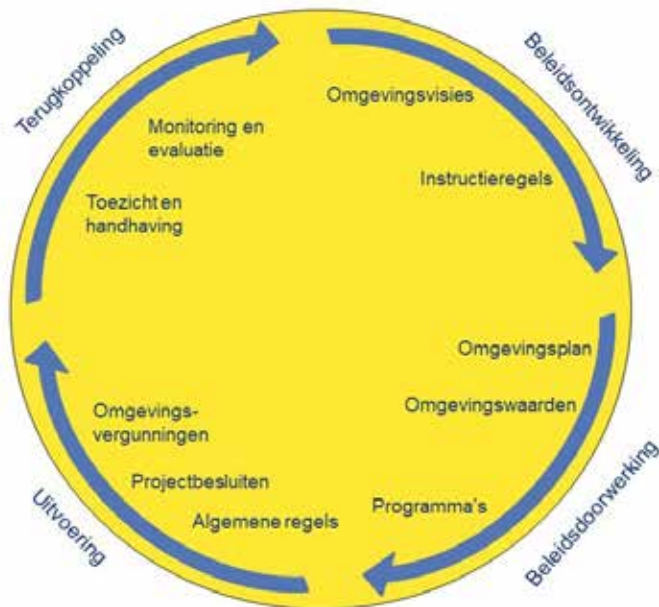 Terugkoppeling
Beleidsontwikkeling
Omgevingsvisies
Monitoring en
evaluatie
Instructieregels
Toezicht en
handhaving
Omgevingsplan
Omgevings-
vergunningen
Omgevingswaarden
Projectbesluiten
Programma's
Algemene regels
Uitvoering
Beleidsdoorwerking